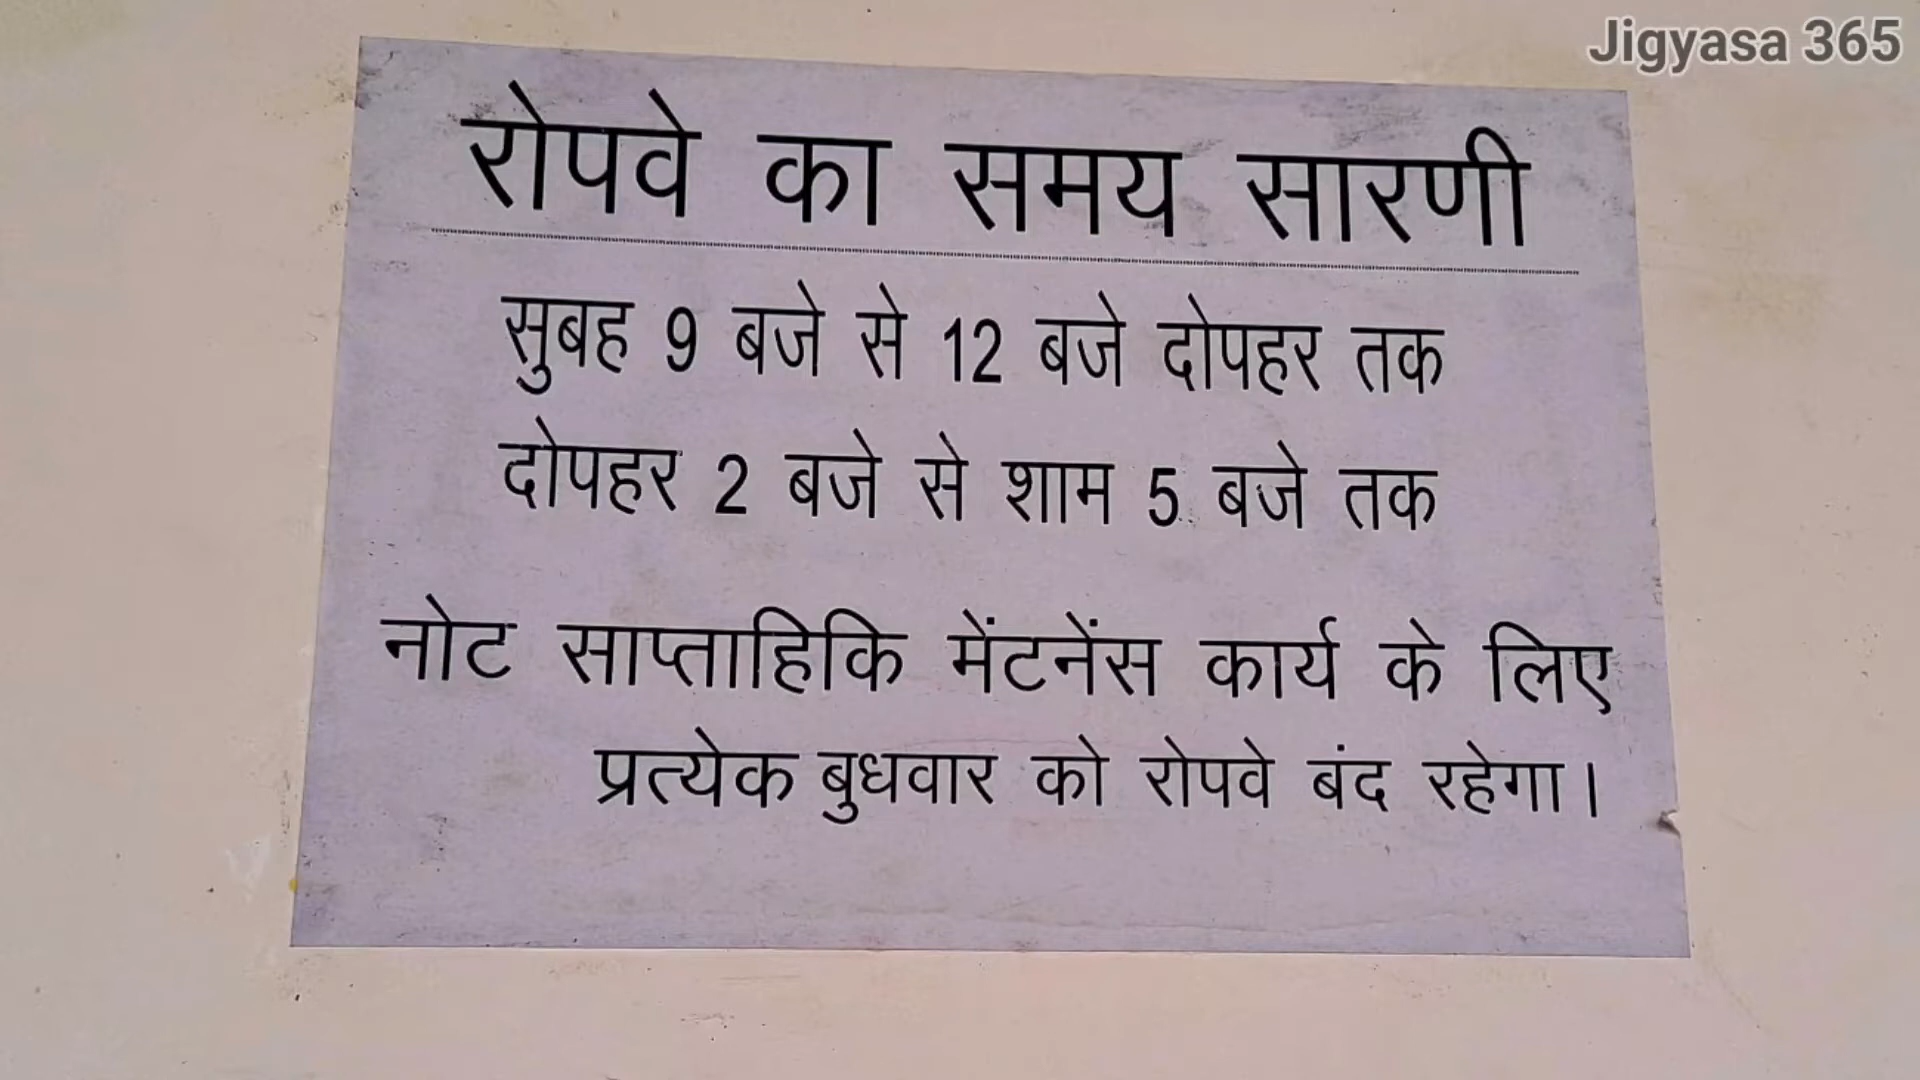 Jigyasa 365
रोपवे का समय सारणी
सुबह 9 बजे से 12 बजे दोपहर तक
दोपहर 2 बजे से शाम 5 बजे तक
नोट साप्ताहिकि मेंटनेंस कार्य के लिए
प्रत्येक बुधवार को रोपवे बंद रहेगा।